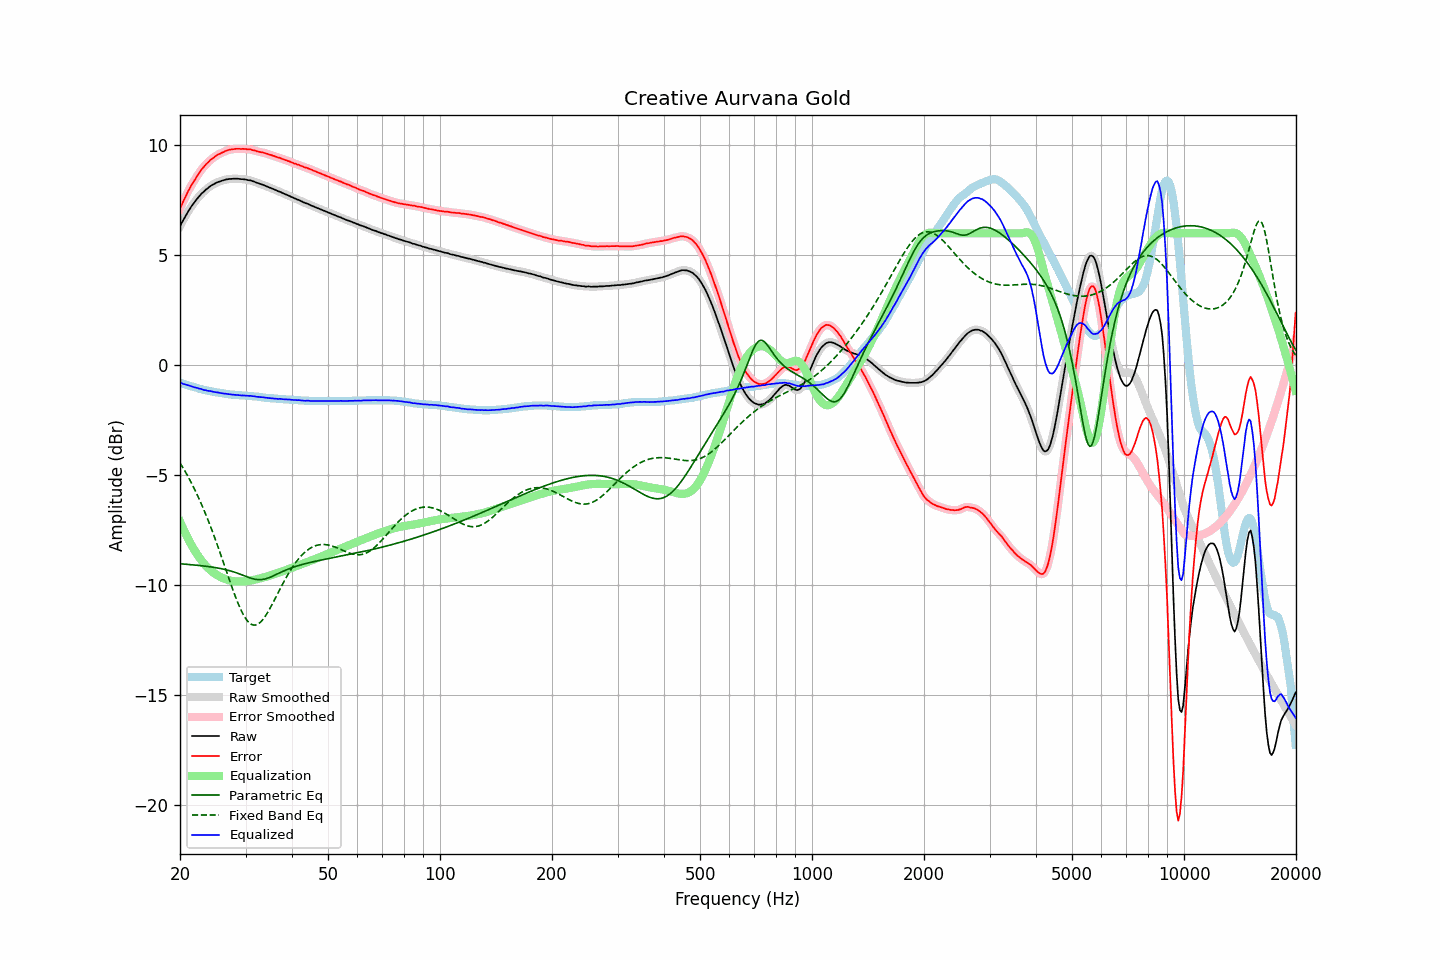 Creative Aurvana Gold
10
5
0
−5
−10
−15
−20
Amplitude (dBr)
Target
Raw Smoothed
Error Smoothed
Raw
Error
Equalization
Parametric Eq
Fixed Band Eq
Equalized
20 50 100 200 500 1000 2000 5000 10000 20000
Frequency (Hz)